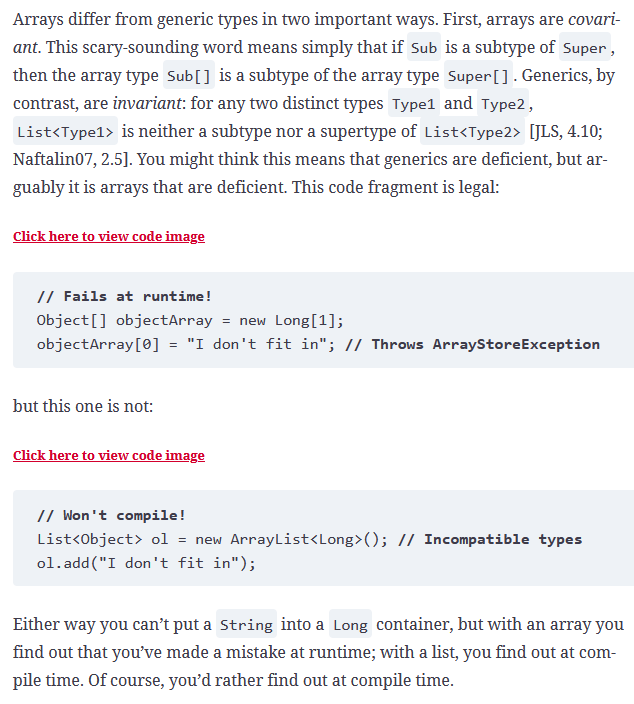 Arrays differ from generic types in two important ways. First, arrays are covari-
ant. This scary-sounding word means simply that if Sub is a subtype of Super,
then the array type Sub[] is a subtype of the array type Super[]. Generics, by
contrast, are invariant: for any two distinct types Type1 and Type2,
List<Type1> is neither a subtype nor a supertype of List<Type2> [JLS, 4.10;
Naftalin07, 2.5]. You might think this means that generics are deficient, but ar-
guably it is arrays that are deficient. This code fragment is legal:
Click here to view code image
// Fails at runtime!
Object[] objectArray = new Long[1];
objectArray[0] = "I don't fit in"; // Throws ArrayStoreException
but this one is not:
Click here to view code image
// Won't compile!
List<Object> ol = new ArrayList<Long>(); // Incompatible types
ol.add("I don't fit in");
Either way you can’t put a String into a Long container, but with an array you
find out that you’ve made a mistake at runtime; with a list, you find out at com-
pile time. Of course, you’d rather find out at compile time.